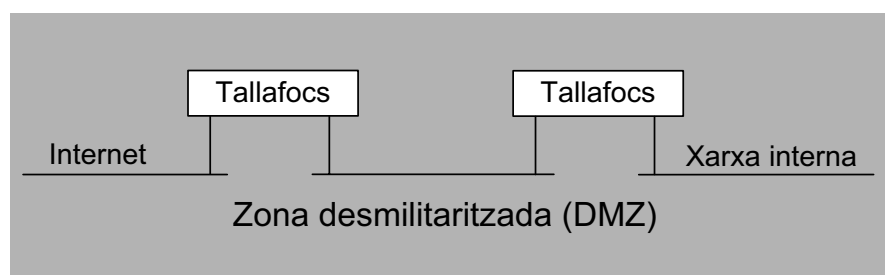 Tallafocs
Tallafocs
Internet
Xarxa interna
Zona desmilitaritzada (DMZ)